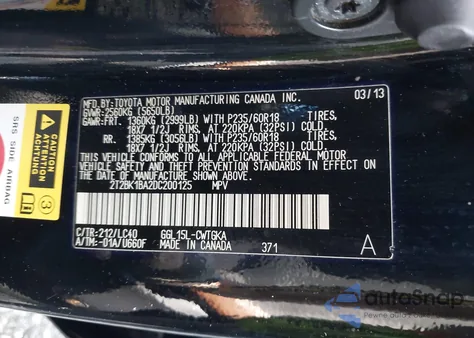 MFD.BY:TOYOTA MOTOR MANUFACTURING CANADA INC. 03/13
GVWR:2560KG (5650LB)
GAWR:FRT. 1360KG (2999LB) WITH P235/60R18 TIRES,
18X7 1/2J RIMS, AT 220KPA (32PSI) COLD.
RR. 1385KG (3056LB) WITH P235/60R18 TIRES,
18X7 1/2J RIMS, AT 220KPA (32PSI) COLD.
THIS VEHICLE CONFORMS TO ALL APPLICABLE FEDERAL MOTOR
VEHICLE SAFETY AND THEFT PREVENTION STANDARDS IN EFFECT ON
THE DATE OF MANUFACTURE SHOWN ABOVE.
2T2BK1BA2DC200125 MPV
C/TR:212/LC40 GGL15L-CWTGKA
A/TM:-01A/U660F MADE IN CANADA 371 A
SRS SIDE AIRBAG
ATTENTION
ACHTUNG
autoSnap